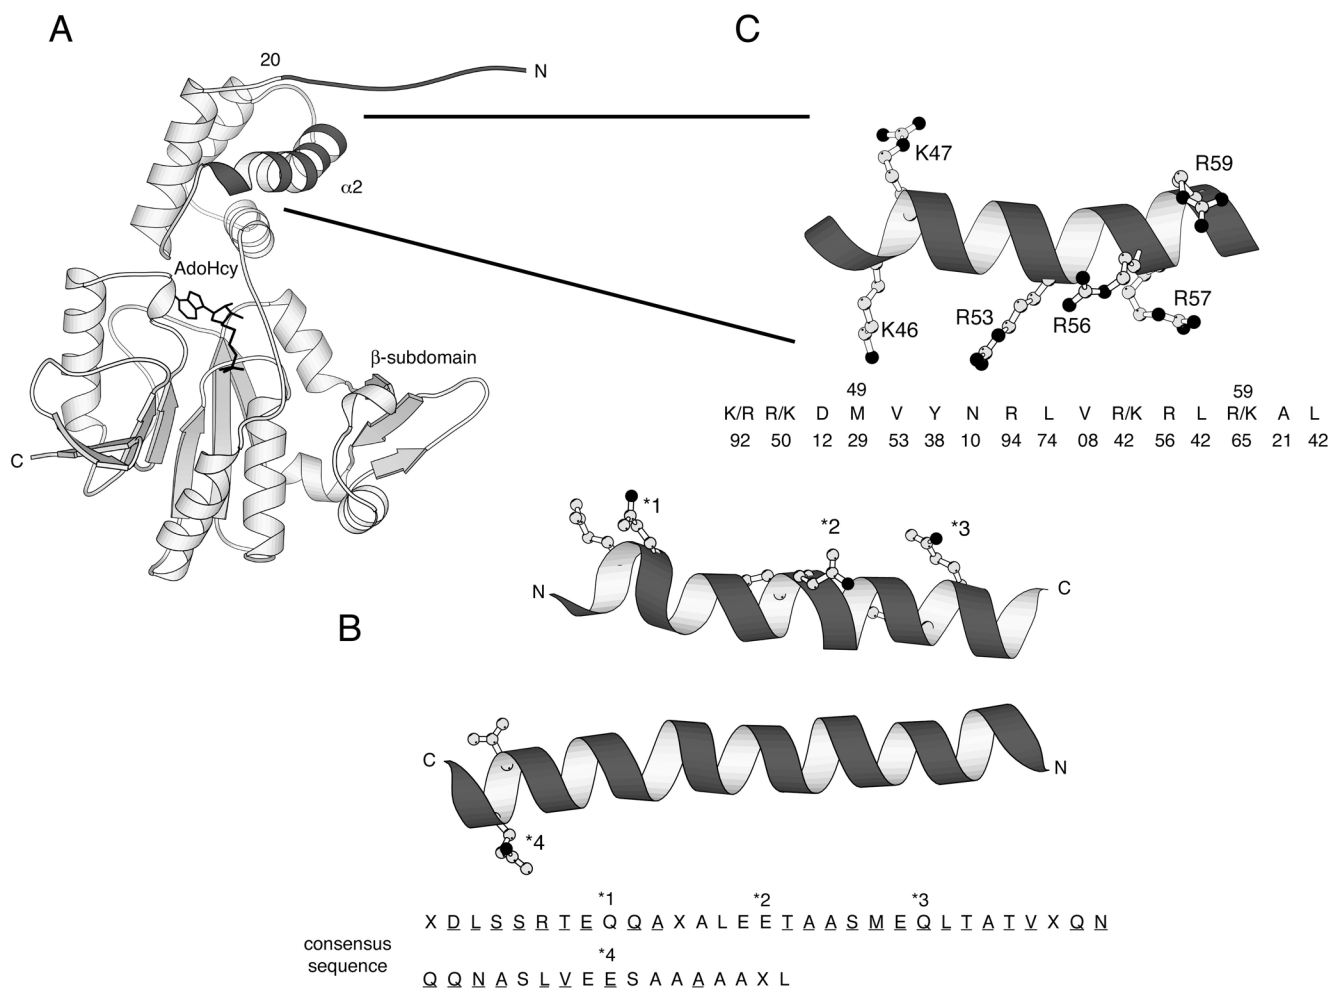 A
20
N
α2
AdoHcy
β-subdomain
C
C
K47
R59
K46
R53
R56
R57
49 59
K/R R/K D M V Y N R L V R/K R L R/K A L
92 50 12 29 53 38 10 94 74 08 42 56 42 65 21 42
B
*1
*2
*3
N
C
C
N
*4
*1 *2 *3
X D L S S R T E Q Q A X A L E E T A A S M E Q L T A T V X Q N
consensus
sequence
*4
Q Q N A S L V E E S A A A A A X L